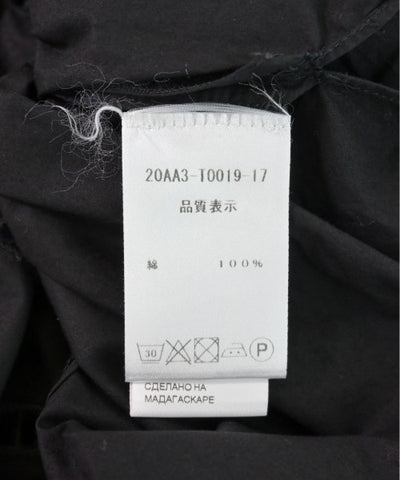 20AA3-T0019-17
品質表示
綿 100%
30 P
СДЕЛАНО НА
МАДАГАСКАРЕ